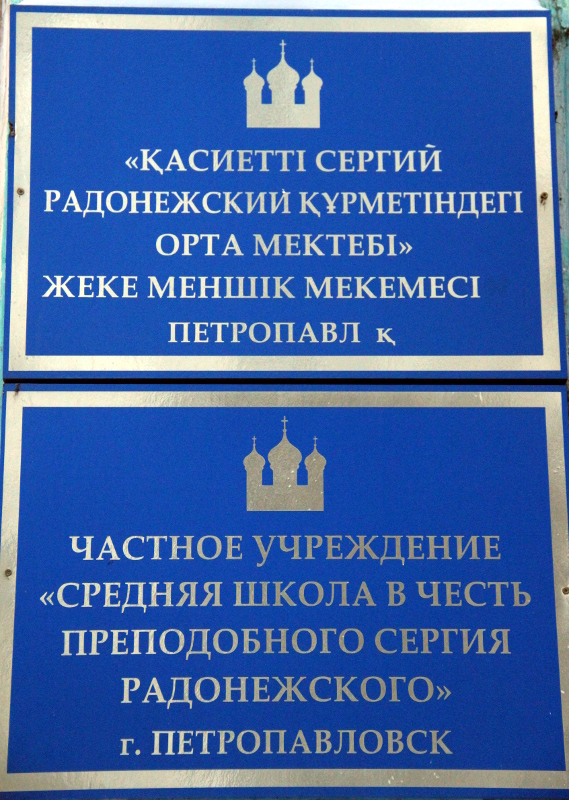 «ҚАСИЕТТІ СЕРГИЙ
РАДОНЕЖСКИЙ ҚҰРМЕТІНДЕГІ
ОРТА МЕКТЕБІ»
ЖЕКЕ МЕНШІК МЕКЕМЕСІ
ПЕТРОПАВЛ қ
ЧАСТНОЕ УЧРЕЖДЕНИЕ
«СРЕДНЯЯ ШКОЛА В ЧЕСТЬ
ПРЕПОДОБНОГО СЕРГИЯ
РАДОНЕЖСКОГО»
г. ПЕТРОПАВЛОВСК